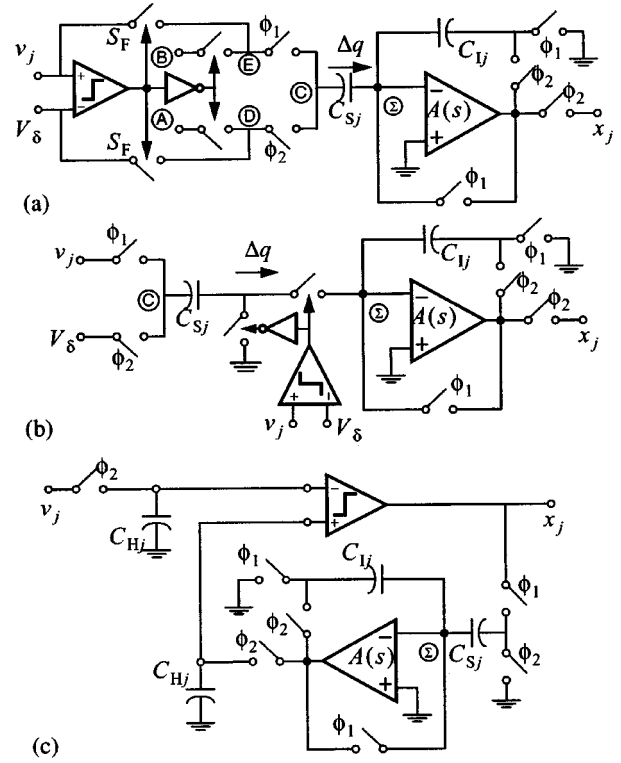 v_j
V_δ
S_F
S_F
+
−
B
A
E
D
ϕ_1
ϕ_2
C
Δq
C_Sj
Σ
C_Ij
−
A(s)
+
ϕ_1
ϕ_2
ϕ_2
x_j
ϕ_1
(a)
v_j
ϕ_1
C
V_δ
ϕ_2
C_Sj
Δq
v_j
V_δ
+
−
Σ
C_Ij
−
A(s)
+
ϕ_1
ϕ_2
ϕ_2
x_j
ϕ_1
(b)
v_j
ϕ_2
C_Hj
−
+
x_j
ϕ_1
C_Ij
ϕ_2
ϕ_2
A(s)
−
+
Σ
C_Sj
ϕ_1
ϕ_2
C_Hj
ϕ_1
(c)